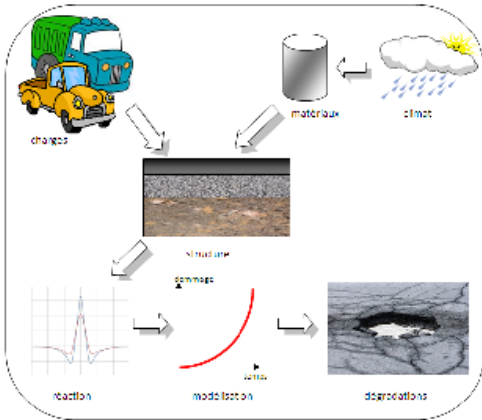 charges
matériaux
climat
structure
dommage
temps
réaction
modélisation
dégradations